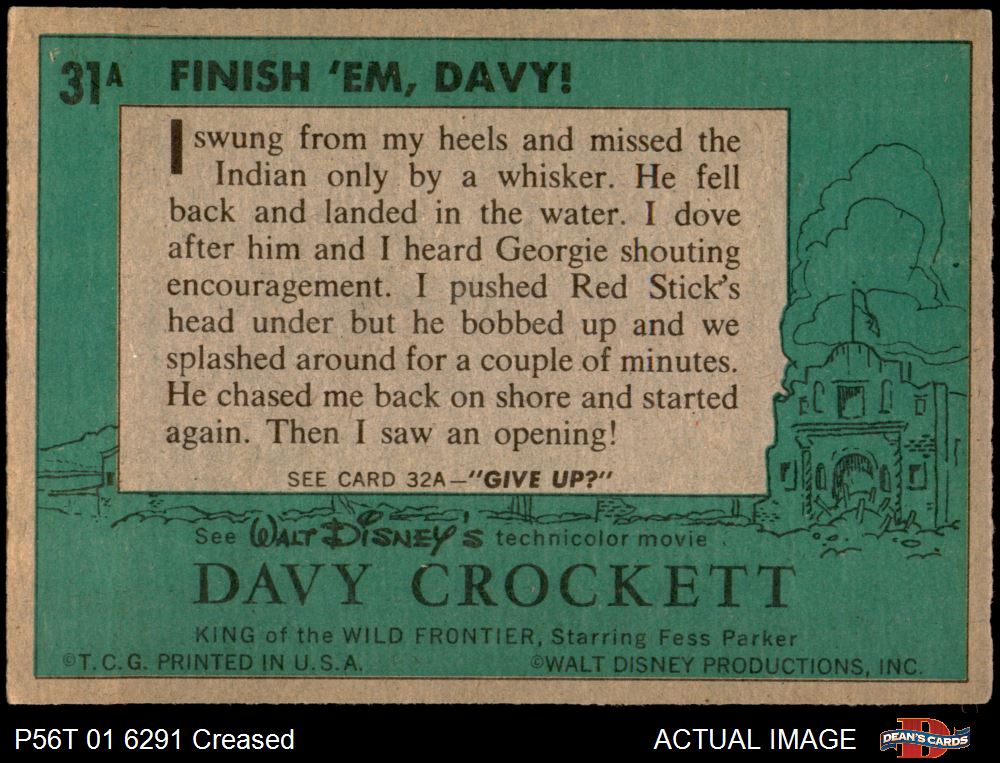 31A FINISH 'EM, DAVY!
I swung from my heels and missed the
Indian only by a whisker. He fell
back and landed in the water. I dove
after him and I heard Georgie shouting
encouragement. I pushed Red Stick's
head under but he bobbed up and we
splashed around for a couple of minutes.
He chased me back on shore and started
again. Then I saw an opening!
SEE CARD 32A—"GIVE UP?"
See WALT DISNEY'S technicolor movie
DAVY CROCKETT
KING of the WILD FRONTIER, Starring Fess Parker
©T.C.G. PRINTED IN U.S.A. ©WALT DISNEY PRODUCTIONS, INC.
P56T 01 6291 Creased ACTUAL IMAGE DEAN'S CARDS